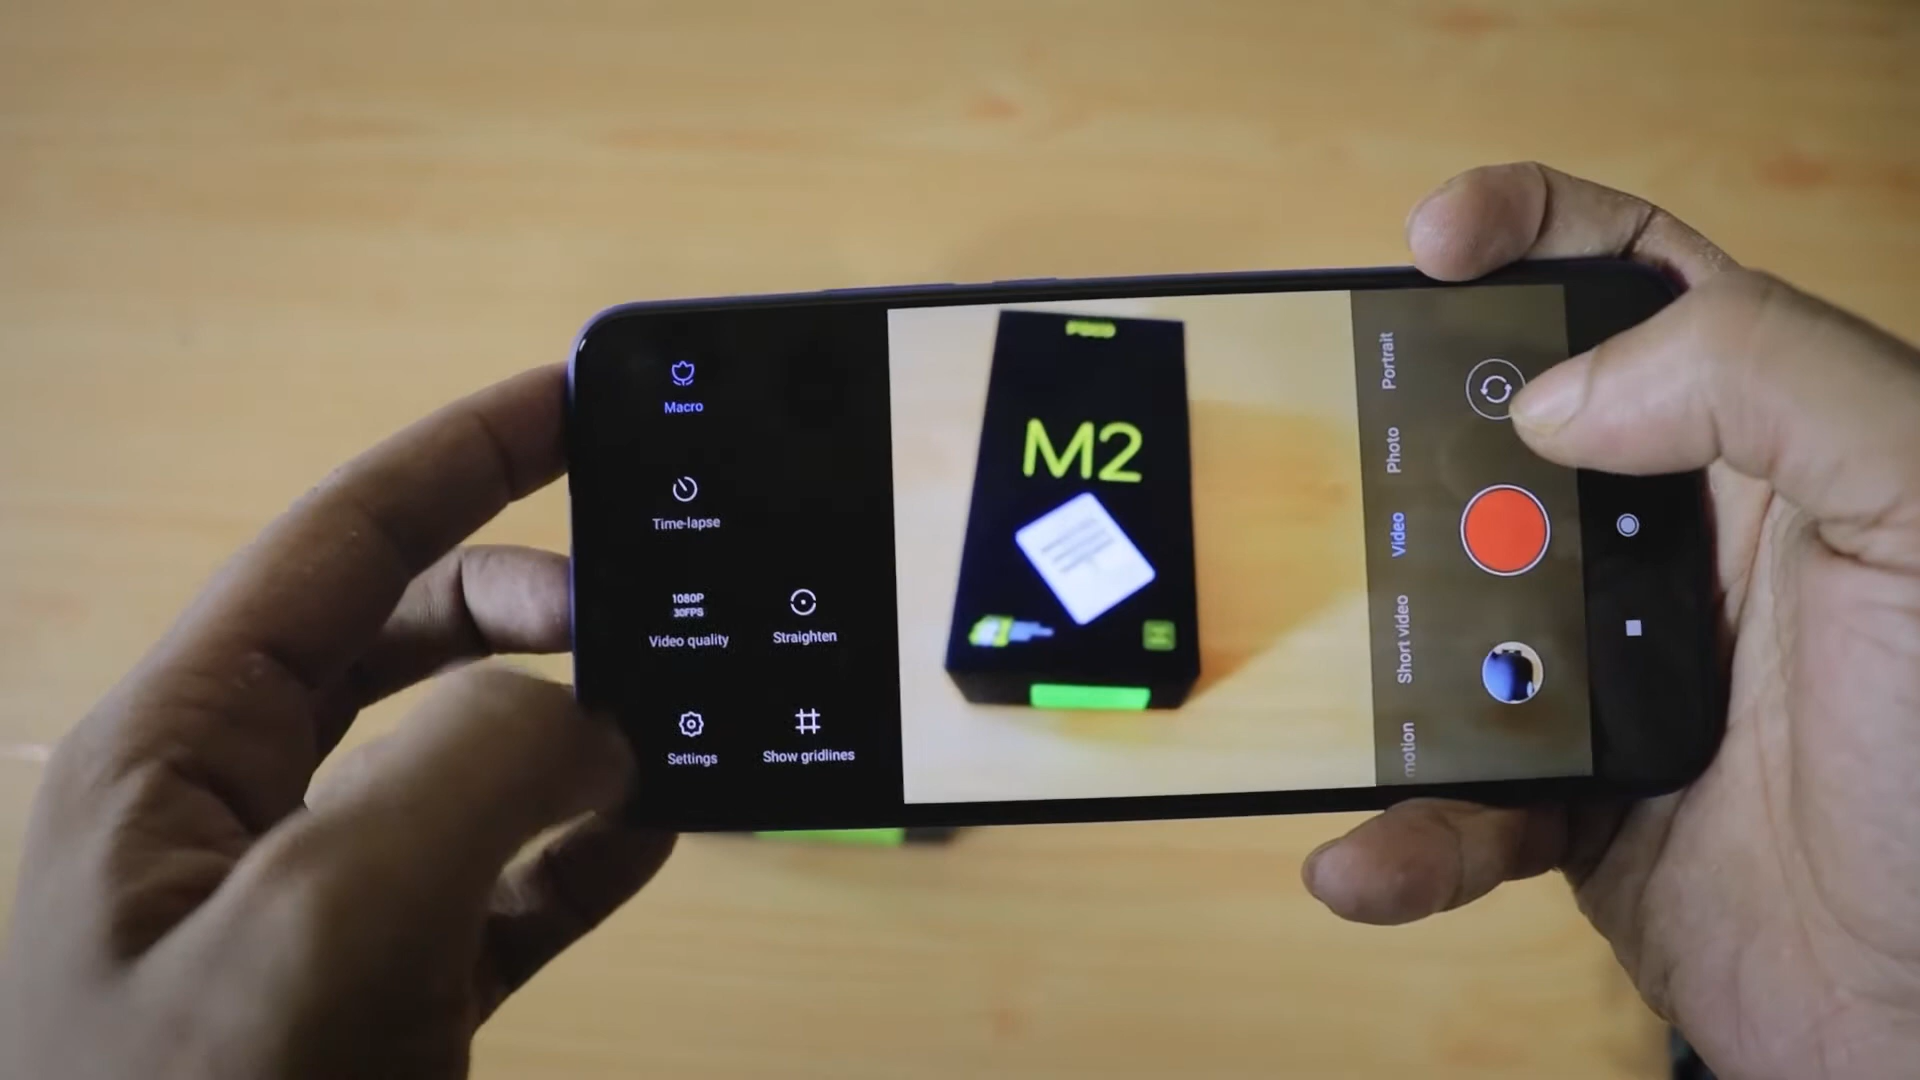 Macro
Time-lapse
1080P
30FPS
Video quality
Straighten
Settings
Show gridlines
POCO
M2
Portrait
Photo
Video
Short video
motion